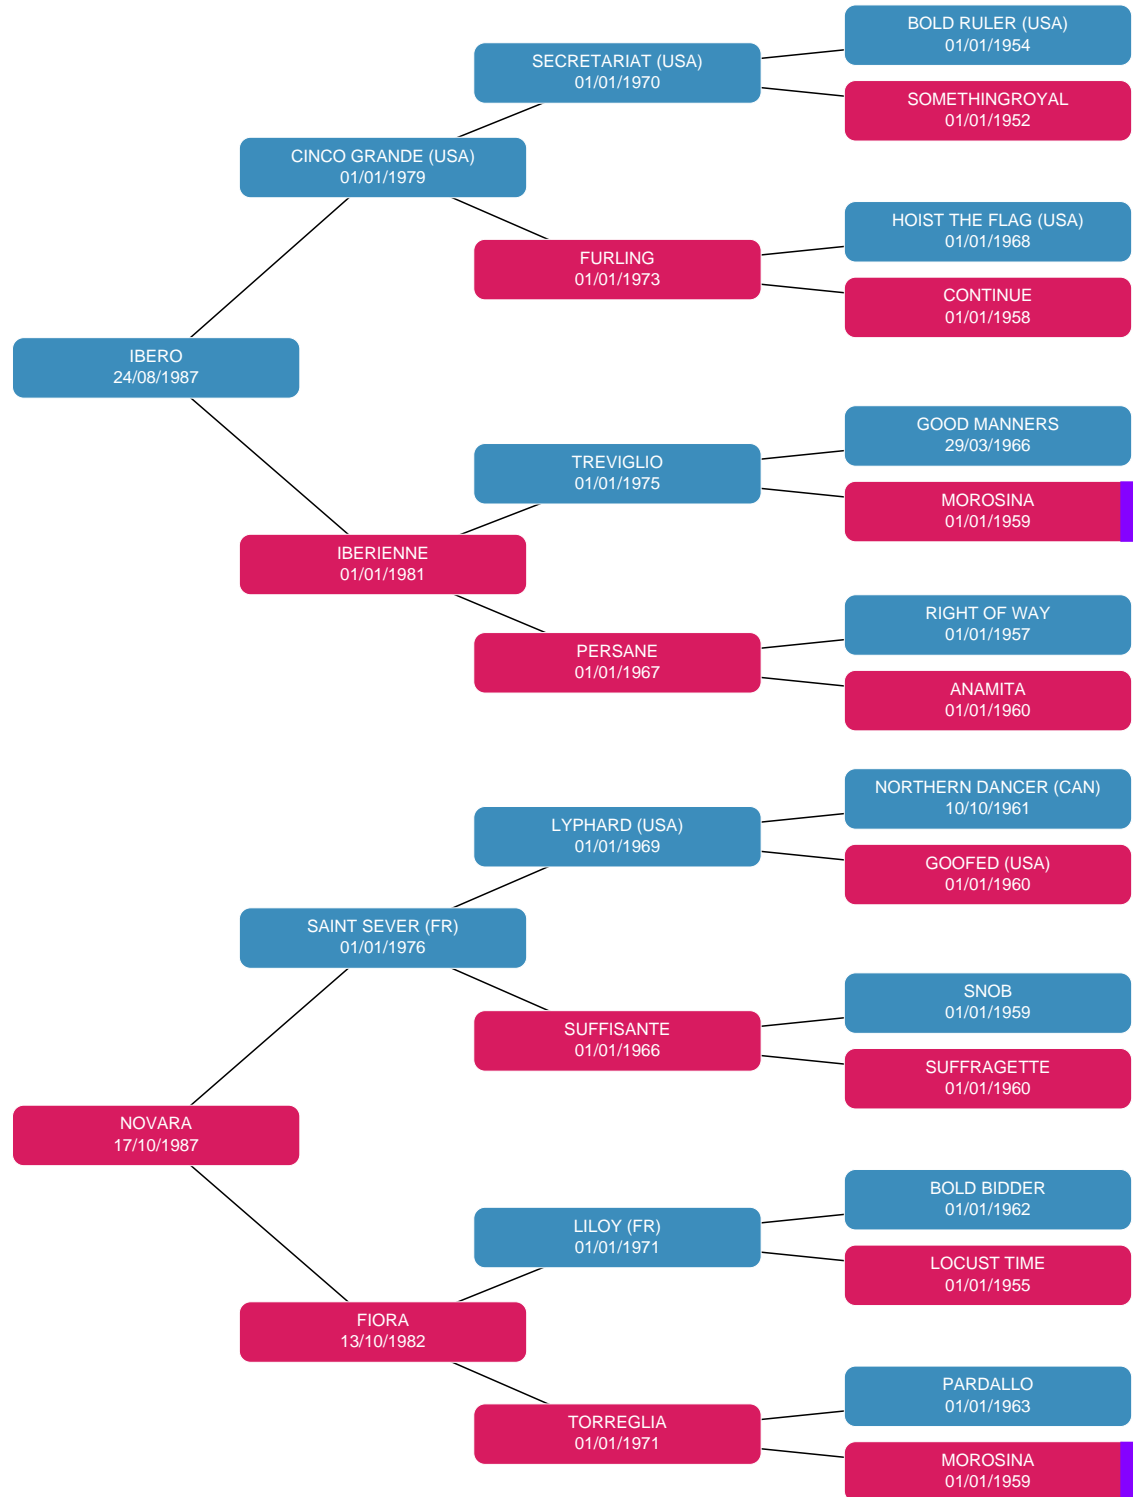 BOLD RULER (USA)
01/01/1954
SECRETARIAT (USA)
01/01/1970
SOMETHINGROYAL
01/01/1952
CINCO GRANDE (USA)
01/01/1979
HOIST THE FLAG (USA)
01/01/1968
FURLING
01/01/1973
CONTINUE
01/01/1958
IBERO
24/08/1987
GOOD MANNERS
29/03/1966
TREVIGLIO
01/01/1975
MOROSINA
01/01/1959
IBERIENNE
01/01/1981
RIGHT OF WAY
01/01/1957
PERSANE
01/01/1967
ANAMITA
01/01/1960
NORTHERN DANCER (CAN)
10/10/1961
LYPHARD (USA)
01/01/1969
GOOFED (USA)
01/01/1960
SAINT SEVER (FR)
01/01/1976
SNOB
01/01/1959
SUFFISANTE
01/01/1966
SUFFRAGETTE
01/01/1960
NOVARA
17/10/1987
BOLD BIDDER
01/01/1962
LILOY (FR)
01/01/1971
LOCUST TIME
01/01/1955
FIORA
13/10/1982
PARDALLO
01/01/1963
TORREGLIA
01/01/1971
MOROSINA
01/01/1959